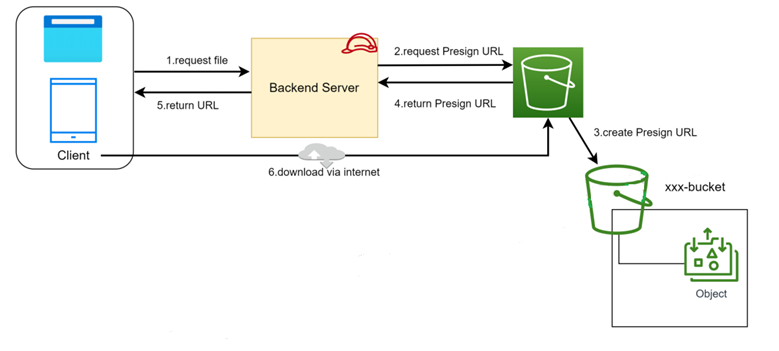 1.request file
2.request Presign URL
Backend Server
5.return URL
4.return Presign URL
3.create Presign URL
Client
6.download via internet
xxx-bucket
Object